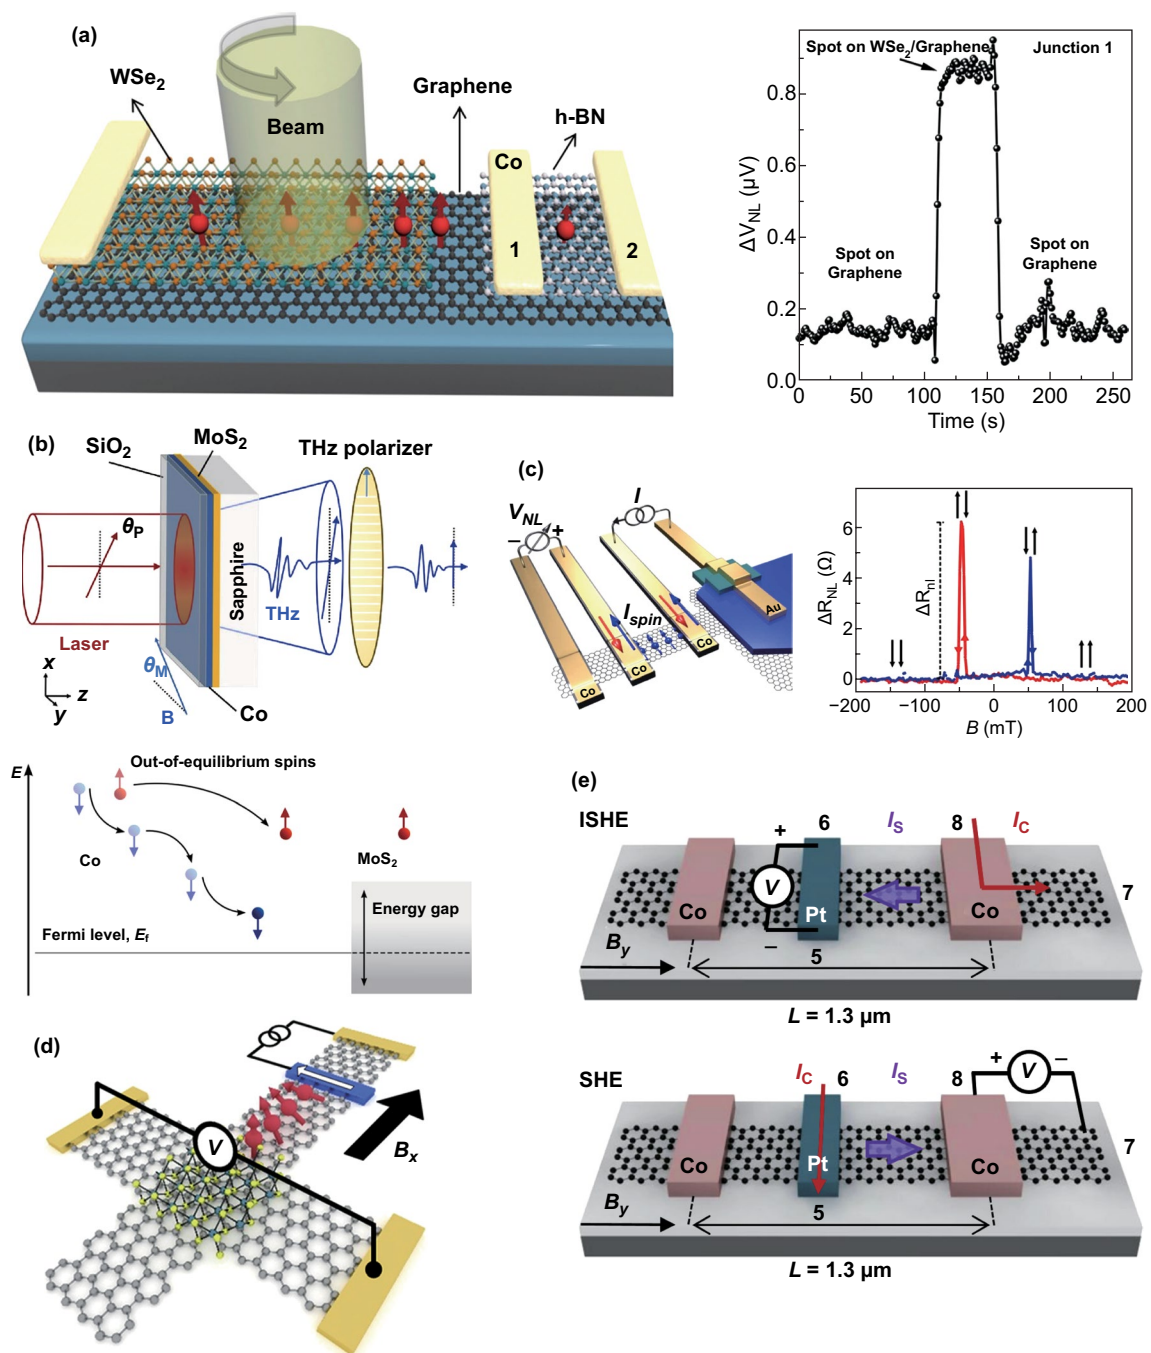 (a)
WSe2
Beam
Graphene
h-BN
Co
1
2
Spot on WSe2/Graphene
Junction 1
Spot on
Graphene
Spot on
Graphene
ΔVNL (μV)
0.8
0.6
0.4
0.2
0.0
0 50 100 150 200 250
Time (s)
(b)
SiO2
MoS2
THz polarizer
θP
Laser
Sapphire
THz
θM
B
Co
x
y
z
E
Out-of-equilibrium spins
Co
MoS2
Energy gap
Fermi level, Ef
(c)
VNL
− +
I
Ispin
Au
Co
Co
Co
ΔRNL (Ω)
6
4
2
0
ΔRnl
−200 −100 0 100 200
B (mT)
(d)
V
Bx
(e)
ISHE
6
IS
8
IC
+
V
−
7
Co
Pt
Co
By
5
L = 1.3 μm
SHE
IC
6
IS
8
+
V
−
7
Co
Pt
Co
By
5
L = 1.3 μm